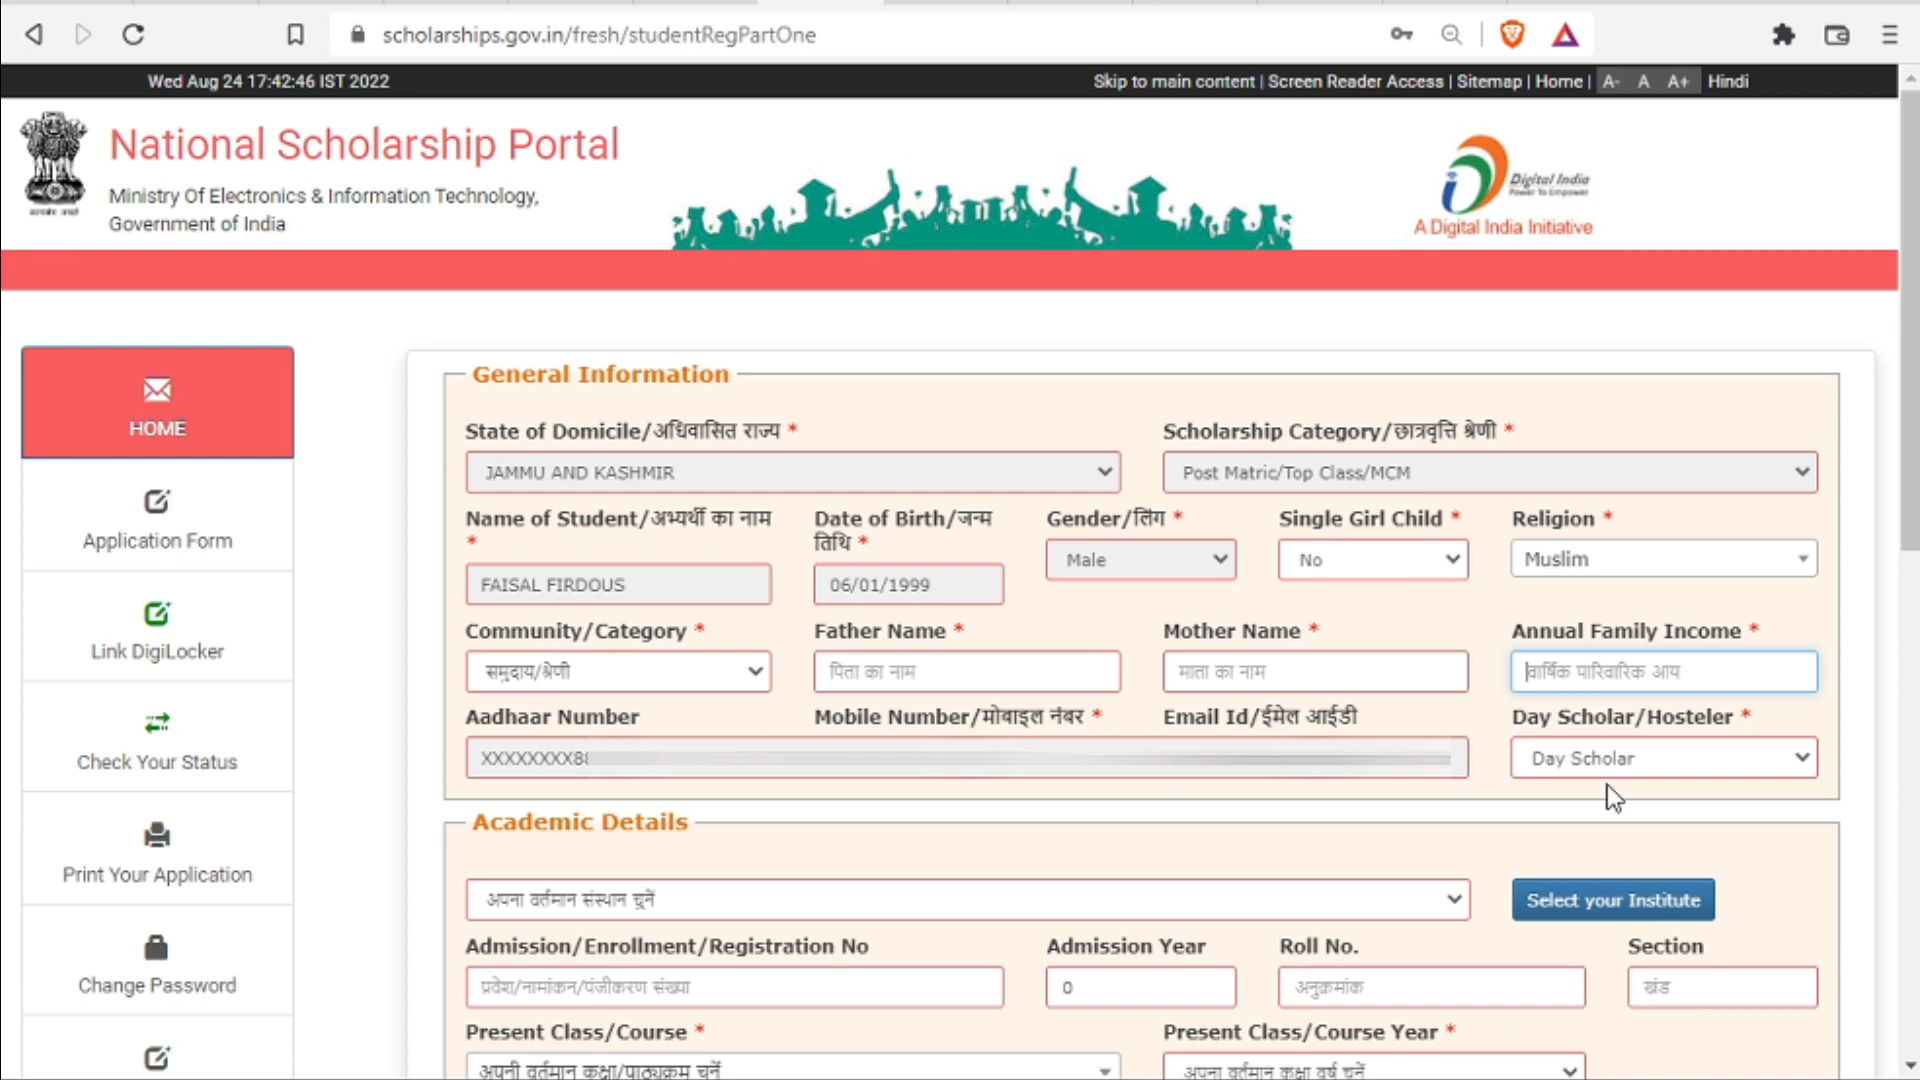 scholarships.gov.in/fresh/studentRegPartOne
Wed Aug 24 17:42:46 IST 2022
Skip to main content | Screen Reader Access | Sitemap | Home | A- A A+ Hindi
National Scholarship Portal
Ministry Of Electronics & Information Technology,
Government of India
Digital India
Power To Empower
A Digital India Initiative
HOME
Application Form
Link DigiLocker
Check Your Status
Print Your Application
Change Password
General Information
State of Domicile/अधिवासित राज्य * Scholarship Category/छात्रवृत्ति श्रेणी *
JAMMU AND KASHMIR Post Matric/Top Class/MCM
Name of Student/अभ्यर्थी का नाम * Date of Birth/जन्म तिथि * Gender/लिंग * Single Girl Child * Religion *
FAISAL FIRDOUS 06/01/1999 Male No Muslim
Community/Category * Father Name * Mother Name * Annual Family Income *
समुदाय/श्रेणी पिता का नाम माता का नाम वार्षिक पारिवारिक आय
Aadhaar Number Mobile Number/मोबाइल नंबर * Email Id/ईमेल आईडी Day Scholar/Hosteler *
XXXXXXXX8 Day Scholar
Academic Details
अपना वर्तमान संस्थान चुनें Select your Institute
Admission/Enrollment/Registration No Admission Year Roll No. Section
प्रवेश/नामांकन/पंजीकरण संख्या 0 अनुक्रमांक खंड
Present Class/Course * Present Class/Course Year *
अपनी वर्तमान कक्षा/पाठ्यक्रम चुनें अपना वर्तमान कक्षा वर्ष चुनें